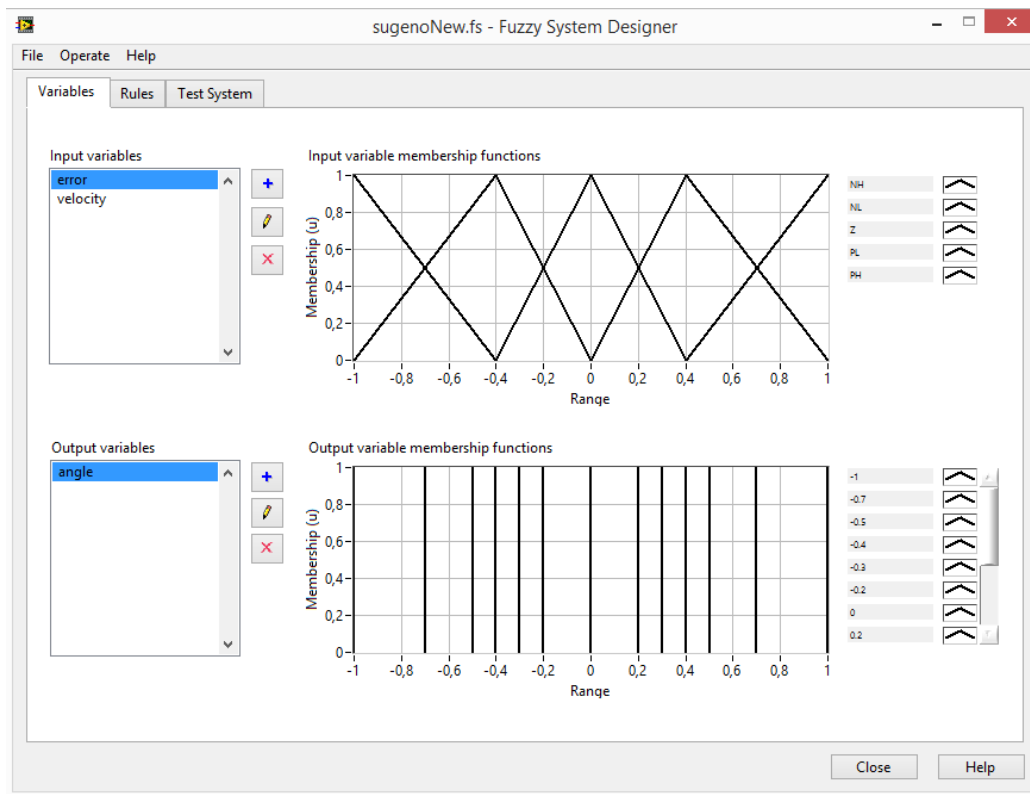 sugenoNew.fs - Fuzzy System Designer
File Operate Help
Variables Rules Test System
Input variables
error
velocity
Input variable membership functions
Membership (u)
1
0,8
0,6
0,4
0,2
0
-1 -0,8 -0,6 -0,4 -0,2 0 0,2 0,4 0,6 0,8 1
Range
NH
NL
Z
PL
PH
Output variables
angle
Output variable membership functions
Membership (u)
1
0,8
0,6
0,4
0,2
0
-1 -0,8 -0,6 -0,4 -0,2 0 0,2 0,4 0,6 0,8 1
Range
-1
-0.7
-0.5
-0.4
-0.3
-0.2
0
0.2
Close Help